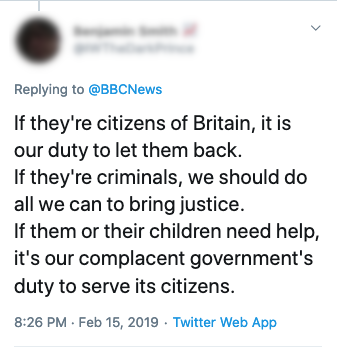 Replying to @BBCNews
If they're citizens of Britain, it is
our duty to let them back.
If they're criminals, we should do
all we can to bring justice.
If them or their children need help,
it's our complacent government's
duty to serve its citizens.
8:26 PM · Feb 15, 2019 · Twitter Web App